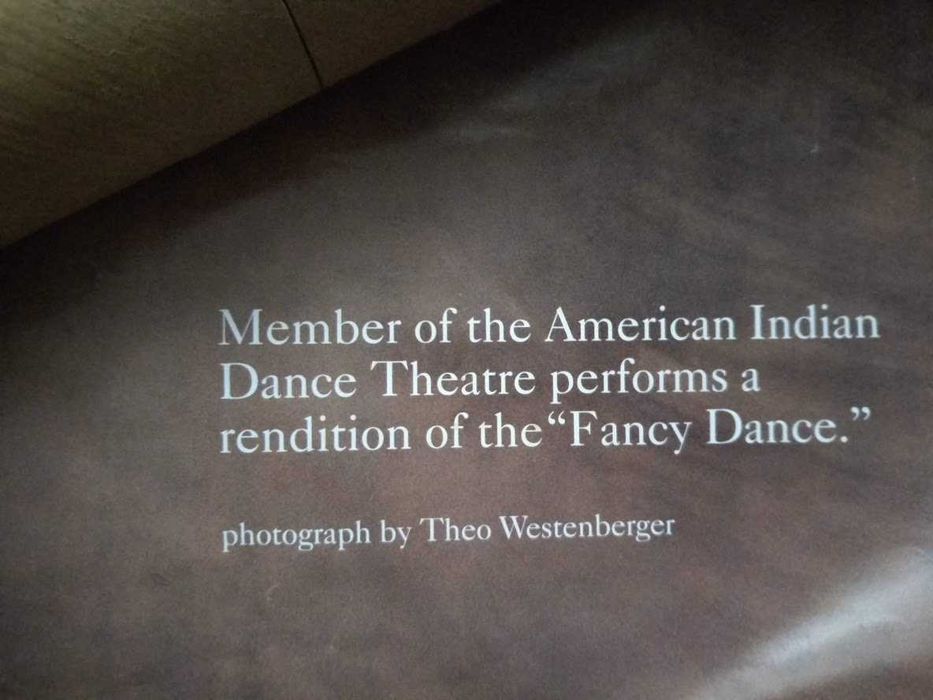 Member of the American Indian
Dance Theatre performs a
rendition of the “Fancy Dance.”
photograph by Theo Westenberger